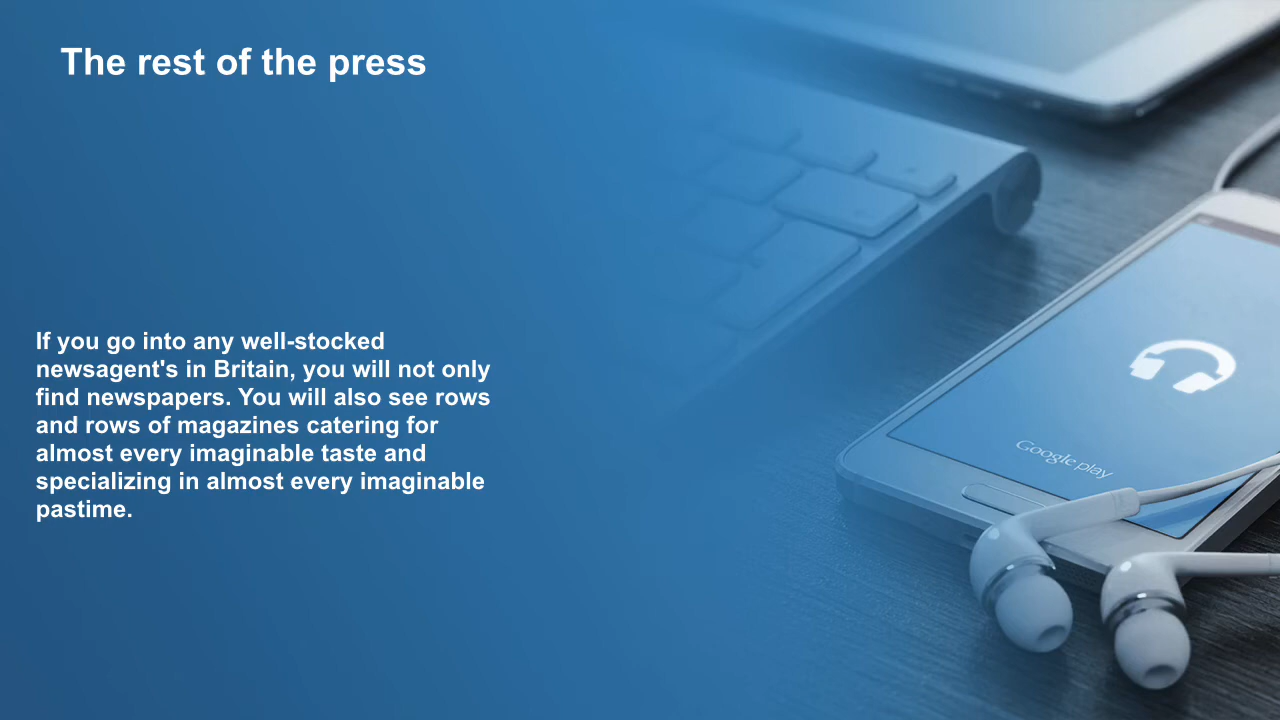 The rest of the press
If you go into any well-stocked
newsagent's in Britain, you will not only
find newspapers. You will also see rows
and rows of magazines catering for
almost every imaginable taste and
specializing in almost every imaginable
pastime.
Google play